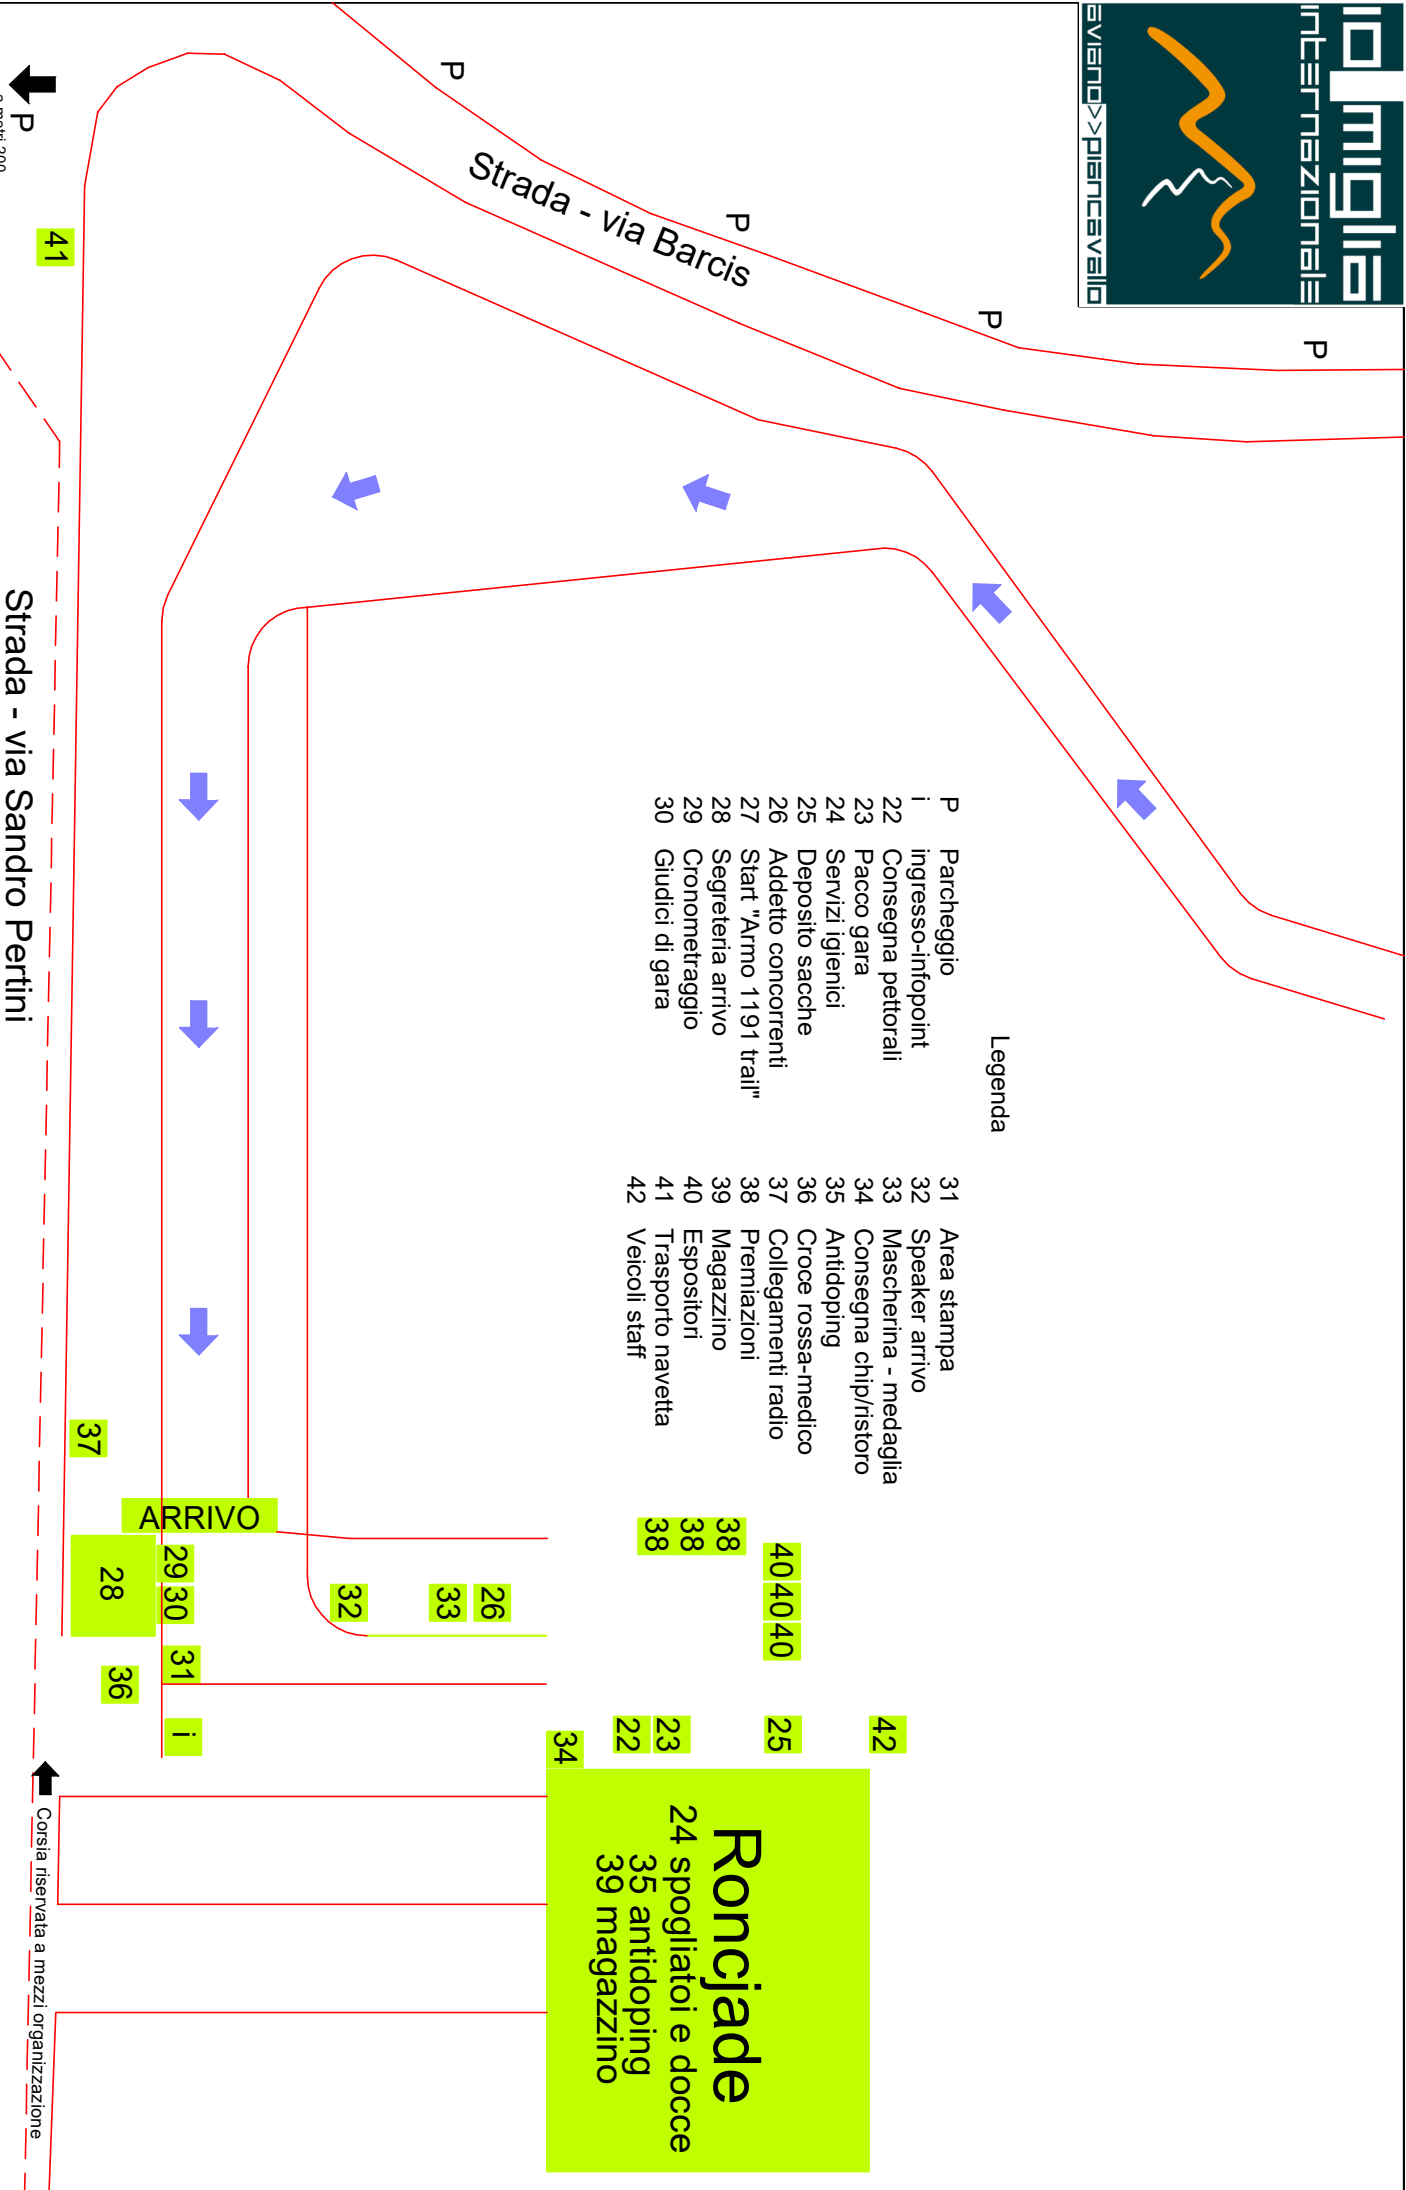 10 miglia
internazionale
aviano>>piancavallo
P
P
P
P
Strada - via Barcis
Legenda
P Parcheggio
i ingresso-infopoint
22 Consegna pettorali
23 Pacco gara
24 Servizi igienici
25 Deposito sacche
26 Addetto concorrenti
27 Start "Armo 1191 trail"
28 Segreteria arrivo
29 Cronometraggio
30 Giudici di gara
31 Area stampa
32 Speaker arrivo
33 Mascherina - medaglia
34 Consegna chip/ristoro
35 Antidoping
36 Croce rossa-medico
37 Collegamenti radio
38 Premiazioni
39 Magazzino
40 Espositori
41 Trasporto navetta
42 Veicoli staff
42
40 40 40
25
38
38
38
23
22
34
Roncjade
24 spogliatoi e docce
35 antidoping
39 magazzino
26
33
32
ARRIVO
29 30
31
i
28
36
37
41
P
Corsia riservata a mezzi organizzazione
Strada - via Sandro Pertini